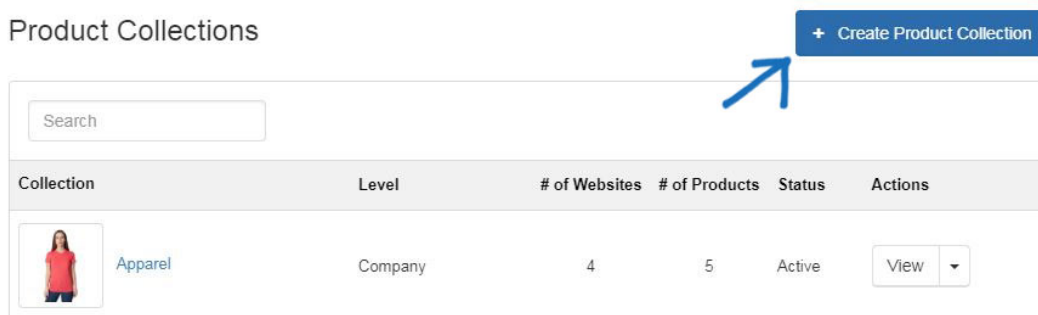 Product Collections
+ Create Product Collection
Search
Collection Level # of Websites # of Products Status Actions
Apparel Company 4 5 Active View